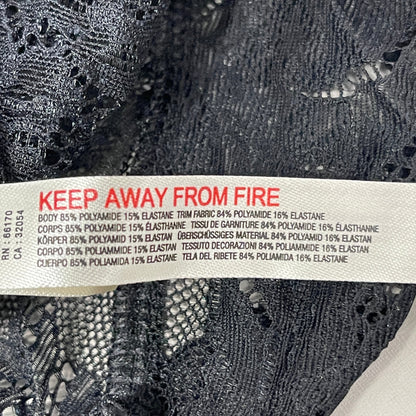 KEEP AWAY FROM FIRE
BODY 85% POLYAMIDE 15% ELASTANE TRIM FABRIC 84% POLYAMIDE 16% ELASTANE
CORPS 85% POLYAMIDE 15% ÉLASTHANNE TISSU DE GARNITURE 84% POLYAMIDE 16% ÉLASTHANNE
KÖRPER 85% POLYAMID 15% ELASTAN ÜBERSCHÜSSIGES MATERIAL 84% POLYAMID 16% ELASTAN
CORPO 85% POLIAMMIDE 15% ELASTAN TESSUTO DECORAZIONI 84% POLIAMMIDE 16% ELASTAN
CUERPO 85% POLIAMIDA 15% ELASTANE TELA DEL RIBETE 84% POLIAMIDA 16% ELASTANE
RN : 66170
CA : 32054